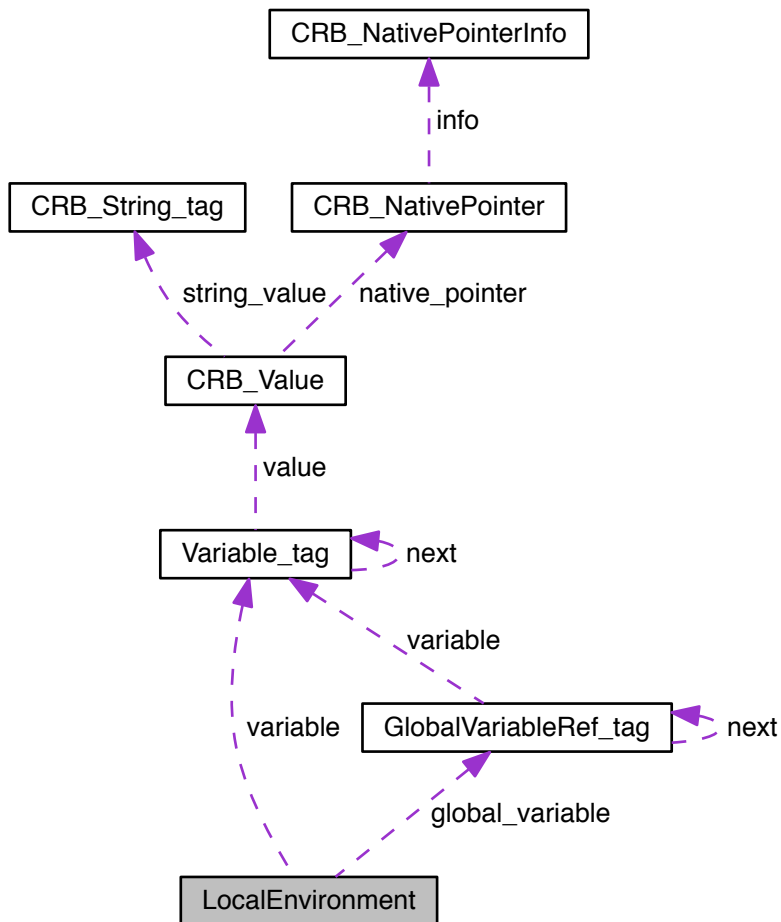 CRB_NativePointerInfo
info
CRB_String_tag
CRB_NativePointer
string_value
native_pointer
CRB_Value
value
Variable_tag
next
variable
variable
GlobalVariableRef_tag
next
global_variable
LocalEnvironment